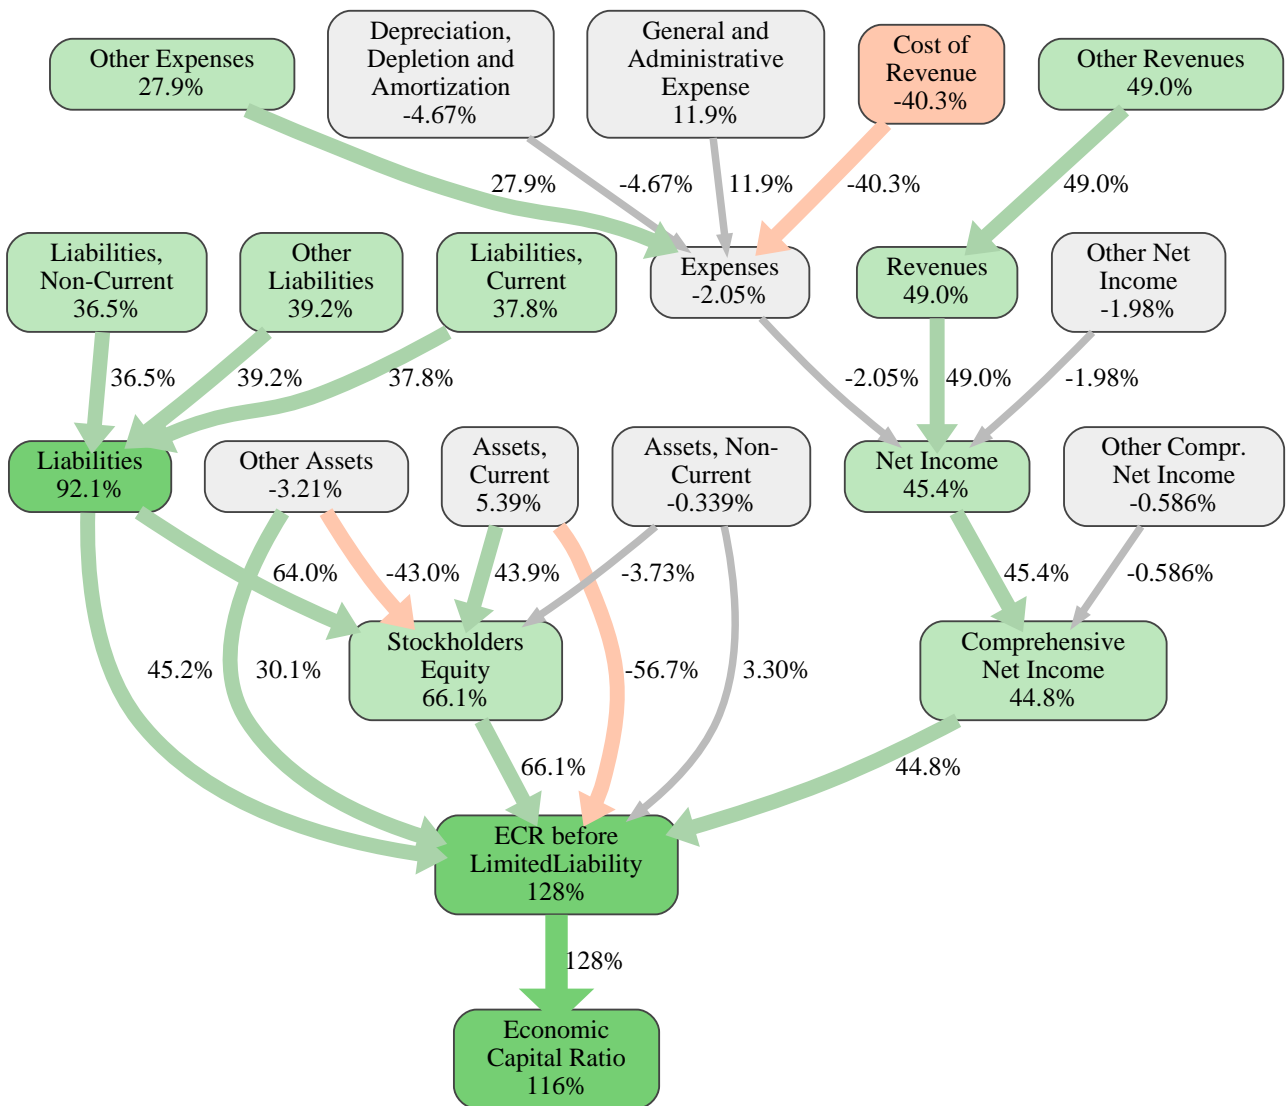 Other Expenses
27.9%
Depreciation,
Depletion and
Amortization
-4.67%
General and
Administrative
Expense
11.9%
Cost of
Revenue
-40.3%
Other Revenues
49.0%
27.9%
-4.67%
11.9%
-40.3%
49.0%
Liabilities,
Non-Current
36.5%
Other
Liabilities
39.2%
Liabilities,
Current
37.8%
Expenses
-2.05%
Revenues
49.0%
Other Net
Income
-1.98%
36.5%
39.2%
37.8%
-2.05%
49.0%
-1.98%
Liabilities
92.1%
Other Assets
-3.21%
Assets,
Current
5.39%
Assets, Non-
Current
-0.339%
Net Income
45.4%
Other Compr.
Net Income
-0.586%
64.0%
-43.0%
43.9%
-3.73%
45.4%
-0.586%
Stockholders
Equity
66.1%
Comprehensive
Net Income
44.8%
45.2%
30.1%
-56.7%
3.30%
66.1%
44.8%
ECR before
LimitedLiability
128%
128%
Economic
Capital Ratio
116%